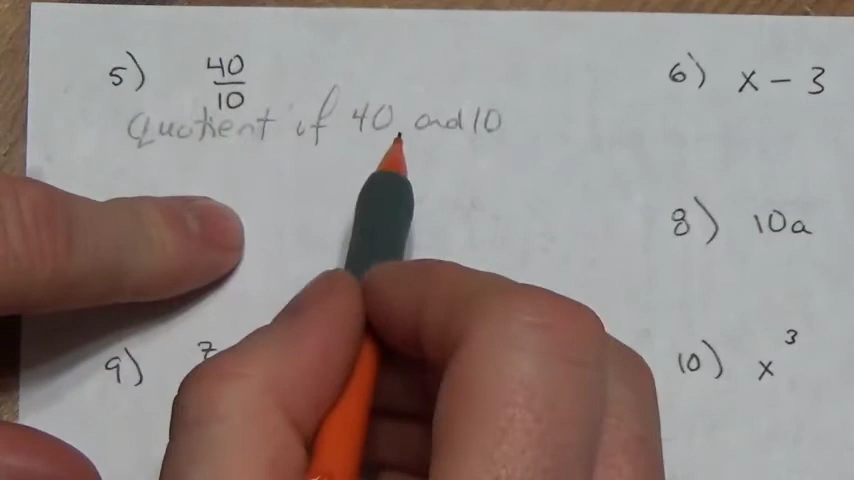 5) 40/10
Quotient of 40 and 10
6) x - 3
8) 10a
9)
10) x³